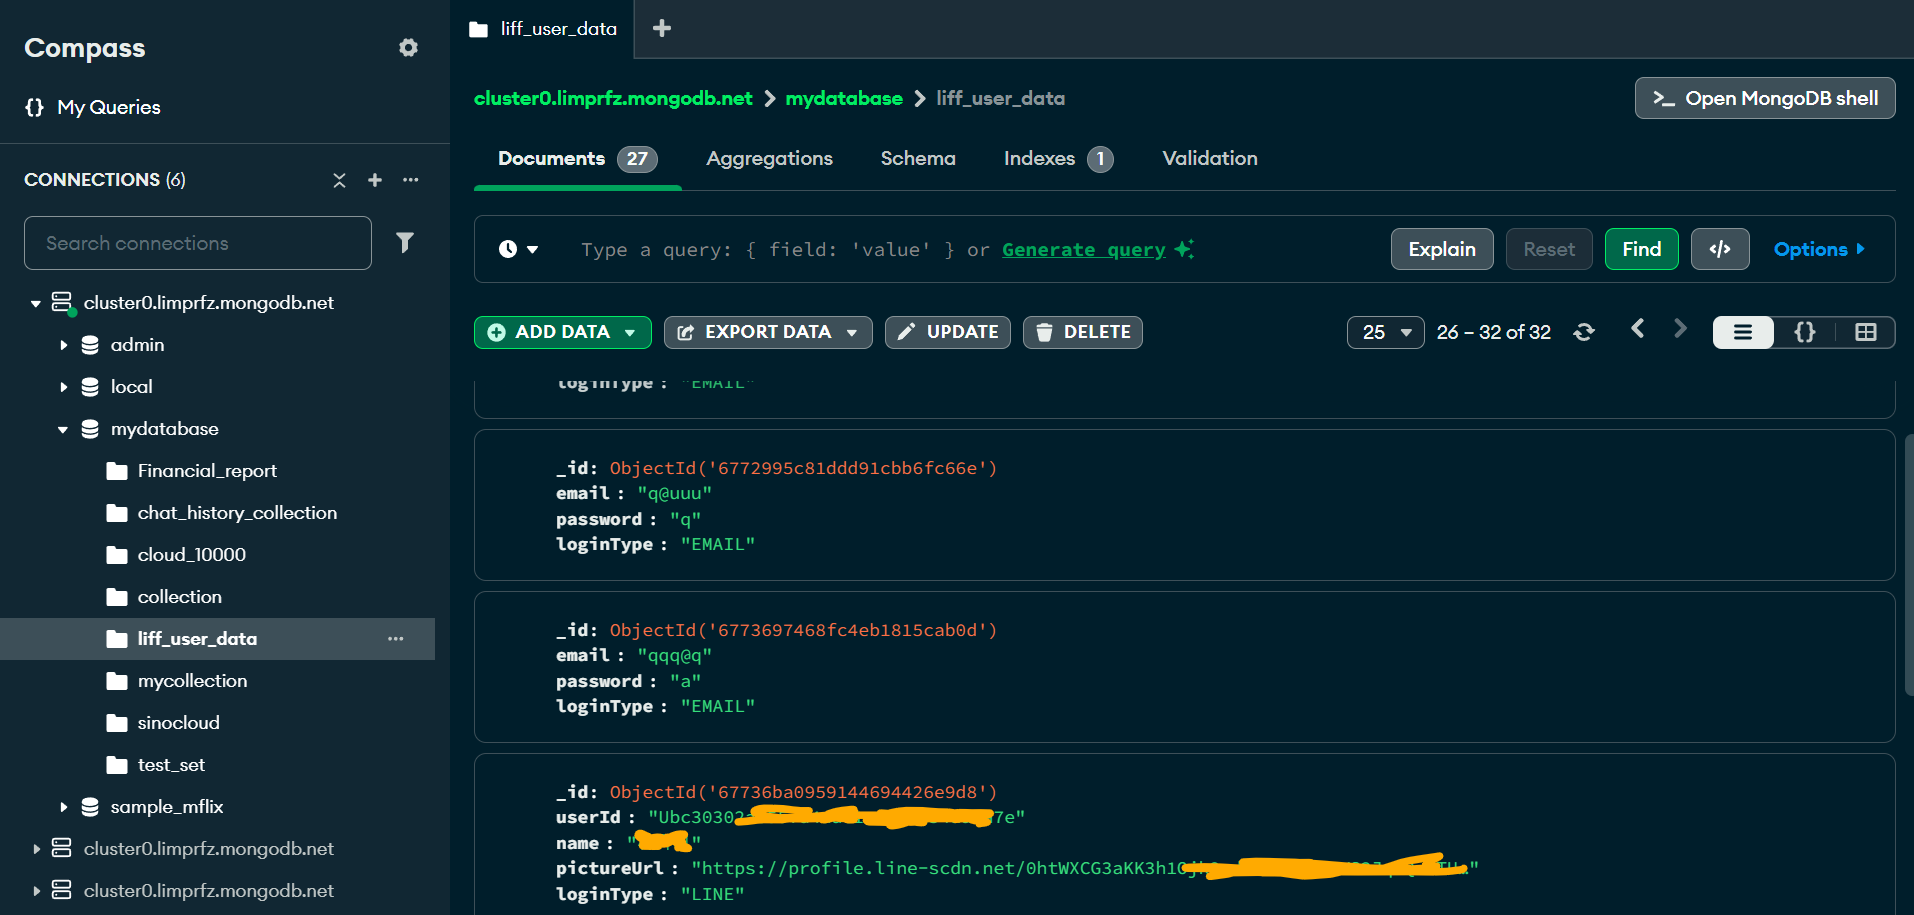 Compass
My Queries
CONNECTIONS (6)
Search connections
cluster0.limprfz.mongodb.net
admin
local
mydatabase
Financial_report
chat_history_collection
cloud_10000
collection
liff_user_data
mycollection
sinocloud
test_set
sample_mflix
cluster0.limprfz.mongodb.net
cluster0.limprfz.mongodb.net
liff_user_data
cluster0.limprfz.mongodb.net > mydatabase > liff_user_data
>_ Open MongoDB shell
Documents 27 Aggregations Schema Indexes 1 Validation
Type a query: { field: 'value' } or Generate query
Explain Reset Find </> Options
ADD DATA EXPORT DATA UPDATE DELETE
25 26 – 32 of 32 {}
loginType : "EMAIL"
_id: ObjectId('6772995c81ddd91cbb6fc66e')
email : "q@uuu"
password : "q"
loginType : "EMAIL"
_id: ObjectId('6773697468fc4eb1815cab0d')
email : "qqq@q"
password : "a"
loginType : "EMAIL"
_id: ObjectId('67736ba0959144694426e9d8')
userId : "Ubc30302 7e"
name : " "
pictureUrl : "https://profile.line-scdn.net/0htWXCG3aKK3h1 "
loginType : "LINE"